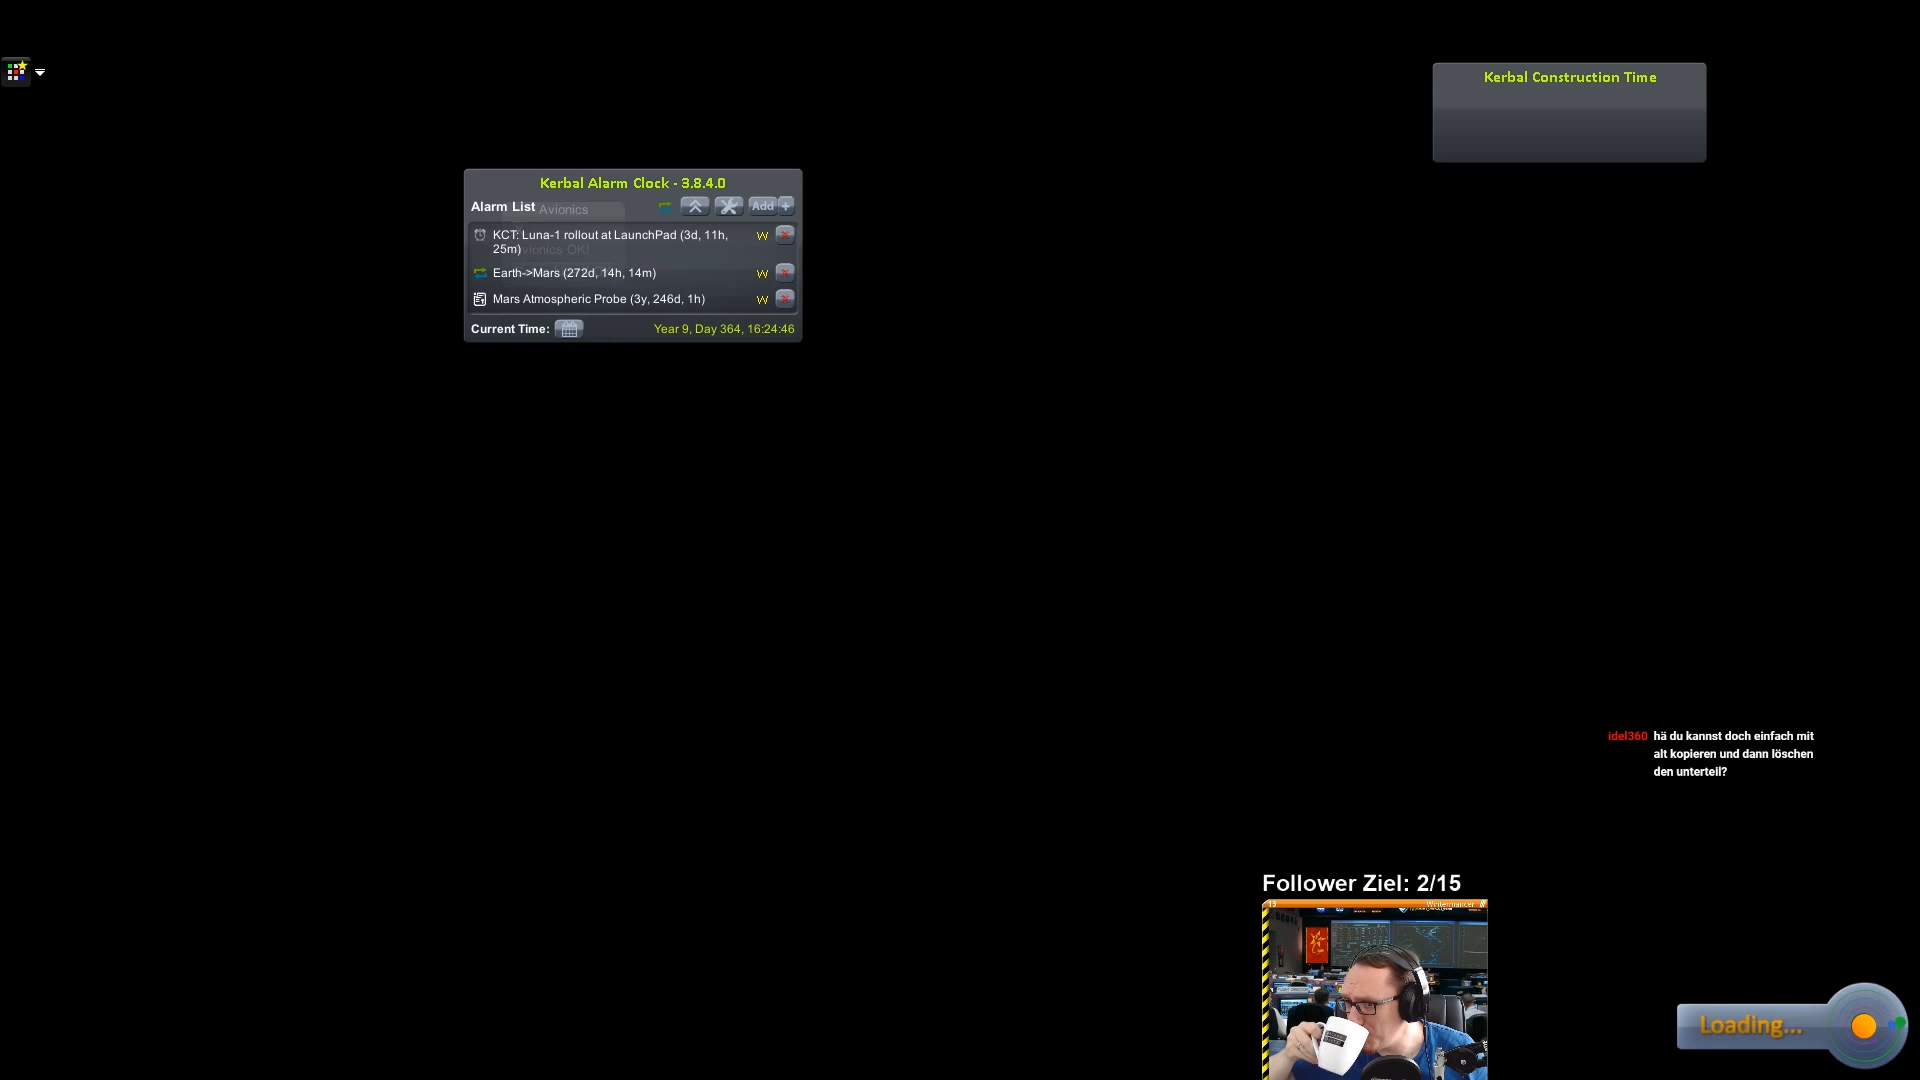 Kerbal Construction Time
Kerbal Alarm Clock - 3.8.4.0
Alarm List
Avionics
Add +
KCT: Luna-1 rollout at LaunchPad (3d, 11h,
25m)
vionics OK!
W
Earth->Mars (272d, 14h, 14m)
W
Mars Atmospheric Probe (3y, 246d, 1h)
W
Current Time:
Year 9, Day 364, 16:24:46
idel360 hä du kannst doch einfach mit
alt kopieren und dann löschen
den unterteil?
Follower Ziel: 2/15
Loading...